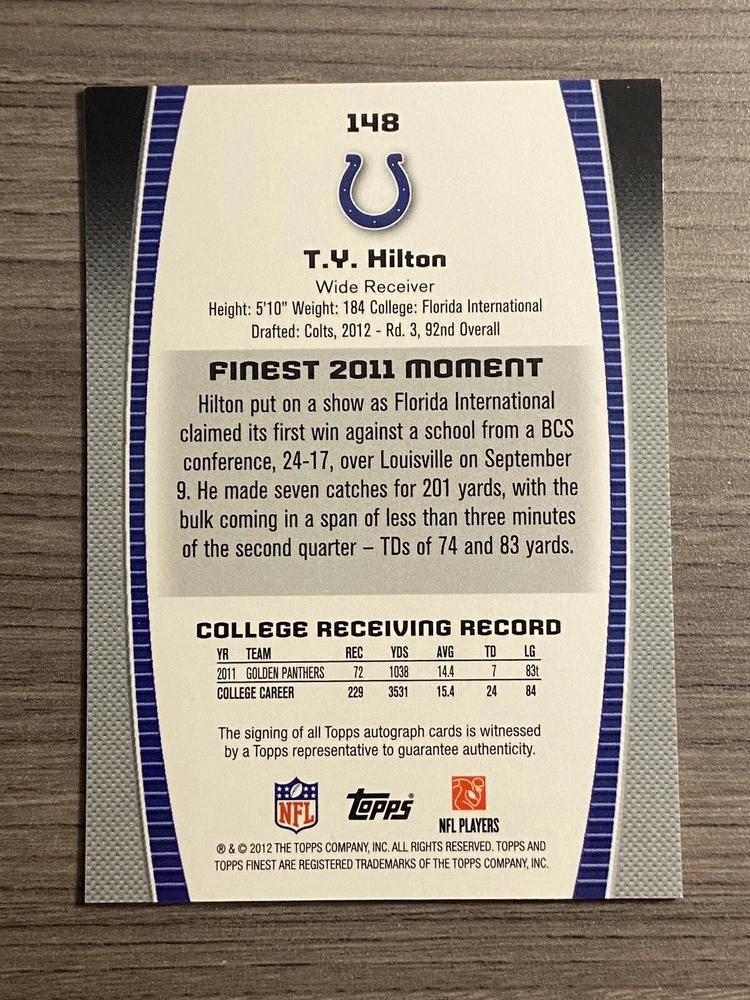 148
T.Y. Hilton
Wide Receiver
Height: 5'10" Weight: 184 College: Florida International
Drafted: Colts, 2012 - Rd. 3, 92nd Overall
FINEST 2011 MOMENT
Hilton put on a show as Florida International
claimed its first win against a school from a BCS
conference, 24-17, over Louisville on September
9. He made seven catches for 201 yards, with the
bulk coming in a span of less than three minutes
of the second quarter – TDs of 74 and 83 yards.
COLLEGE RECEIVING RECORD
YR TEAM REC YDS AVG TD LG
2011 GOLDEN PANTHERS 72 1038 14.4 7 83t
COLLEGE CAREER 229 3531 15.4 24 84
The signing of all Topps autograph cards is witnessed
by a Topps representative to guarantee authenticity.
NFL Topps® NFL PLAYERS
® & © 2012 THE TOPPS COMPANY, INC. ALL RIGHTS RESERVED. TOPPS AND
TOPPS FINEST ARE REGISTERED TRADEMARKS OF THE TOPPS COMPANY, INC.